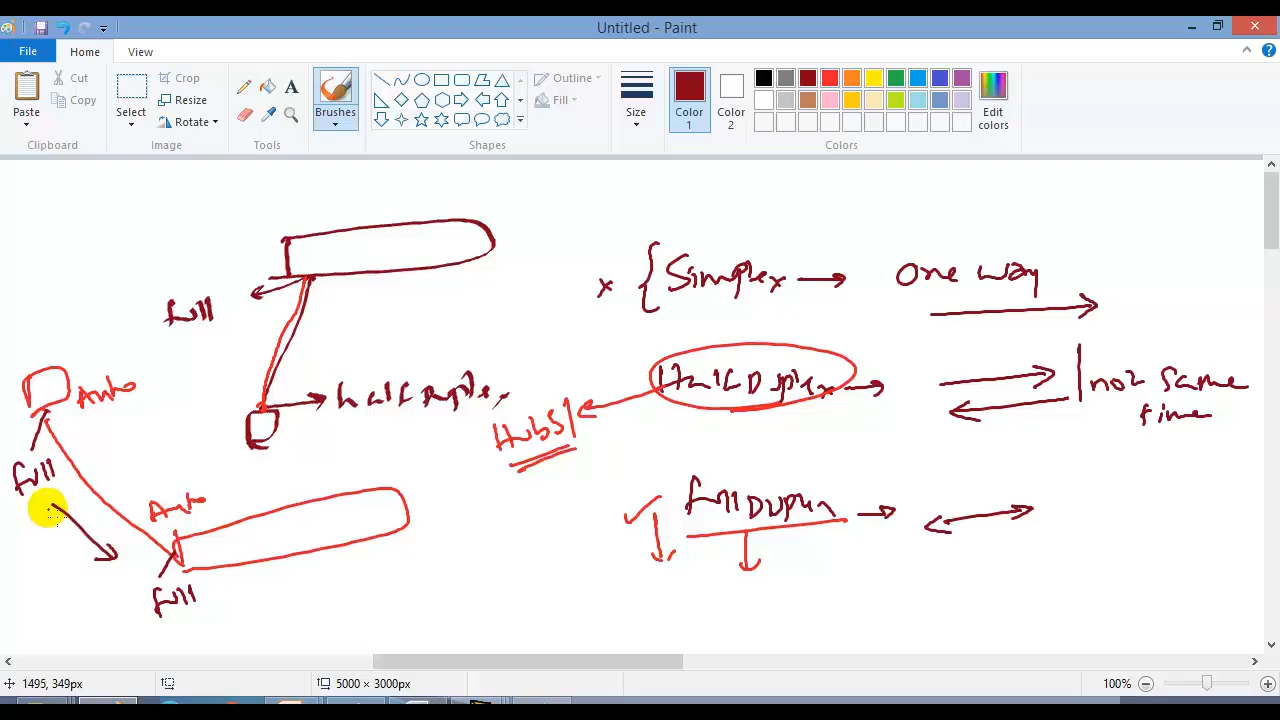 Untitled - Paint
File
Home
View
Paste
Cut
Copy
Clipboard
Select
Crop
Resize
Rotate
Image
Tools
Brushes
Shapes
Outline
Fill
Size
Color 1
Color 2
Edit colors
Colors
full
half Duplex
Auto
full
Auto
full
x { Simplex → one way
Half Duplex → not same
time
Hubs
full Duplex →
1495, 349px
5000 × 3000px
100%